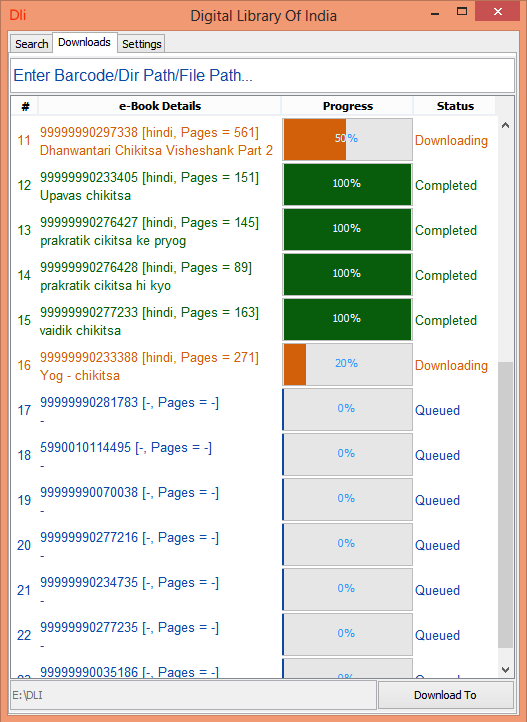 Dli Digital Library Of India
Search Downloads Settings
Enter Barcode/Dir Path/File Path...
# e-Book Details Progress Status
11 99999990297338 [hindi, Pages = 561] 50% Downloading
Dhanwantari Chikitsa Visheshank Part 2
12 99999990233405 [hindi, Pages = 151] 100% Completed
Upavas chikitsa
13 99999990276427 [hindi, Pages = 145] 100% Completed
prakratik cikitsa ke pryog
14 99999990276428 [hindi, Pages = 89] 100% Completed
prakratik chikitsa hi kyo
15 99999990277233 [hindi, Pages = 163] 100% Completed
vaidik chikitsa
16 99999990233388 [hindi, Pages = 271] 20% Downloading
Yog - chikitsa
17 99999990281783 [-, Pages = -] 0% Queued
-
18 5990010114495 [-, Pages = -] 0% Queued
-
19 99999990070038 [-, Pages = -] 0% Queued
-
20 99999990277216 [-, Pages = -] 0% Queued
-
21 99999990234735 [-, Pages = -] 0% Queued
-
22 99999990277235 [-, Pages = -] 0% Queued
-
23 99999990035186 [-, Pages = -] 0% Queued
E:\DLI Download To